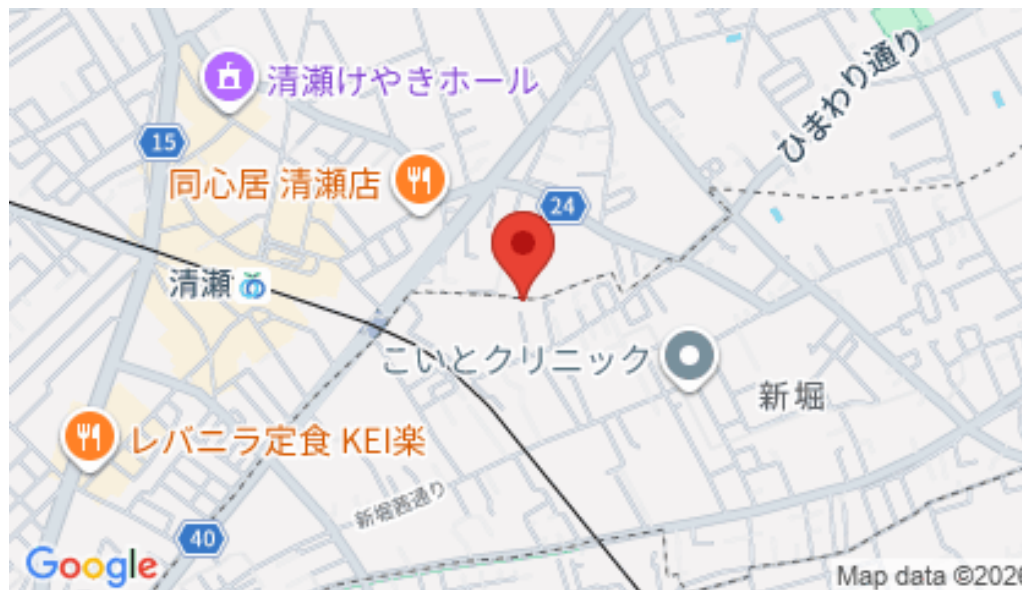 ひまわり通り
清瀬けやきホール
15
同心居 清瀬店
24
清瀬
こいとクリニック
新堀
レバニラ定食 KEI楽
新堀茜通り
40
Google
Map data ©2026